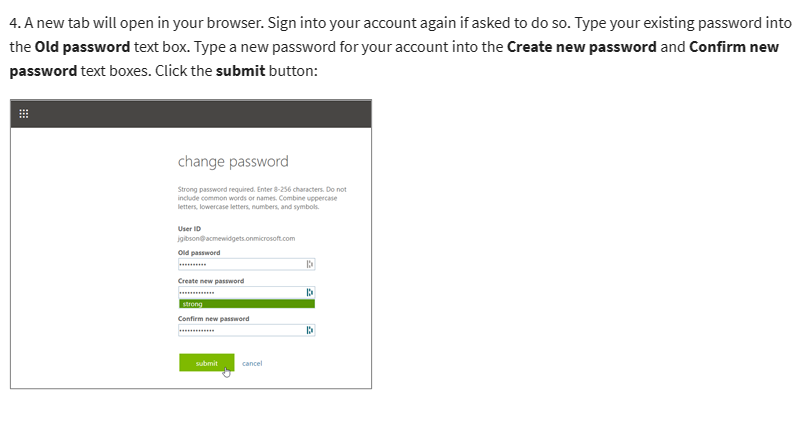 4. A new tab will open in your browser. Sign into your account again if asked to do so. Type your existing password into
the Old password text box. Type a new password for your account into the Create new password and Confirm new
password text boxes. Click the submit button:
change password
Strong password required. Enter 8-256 characters. Do not
include common words or names. Combine uppercase
letters, lowercase letters, numbers, and symbols.
User ID
jgibson@acmewidgets.onmicrosoft.com
Old password
••••••••••
Create new password
•••••••••••••
strong
Confirm new password
•••••••••••••
submit cancel